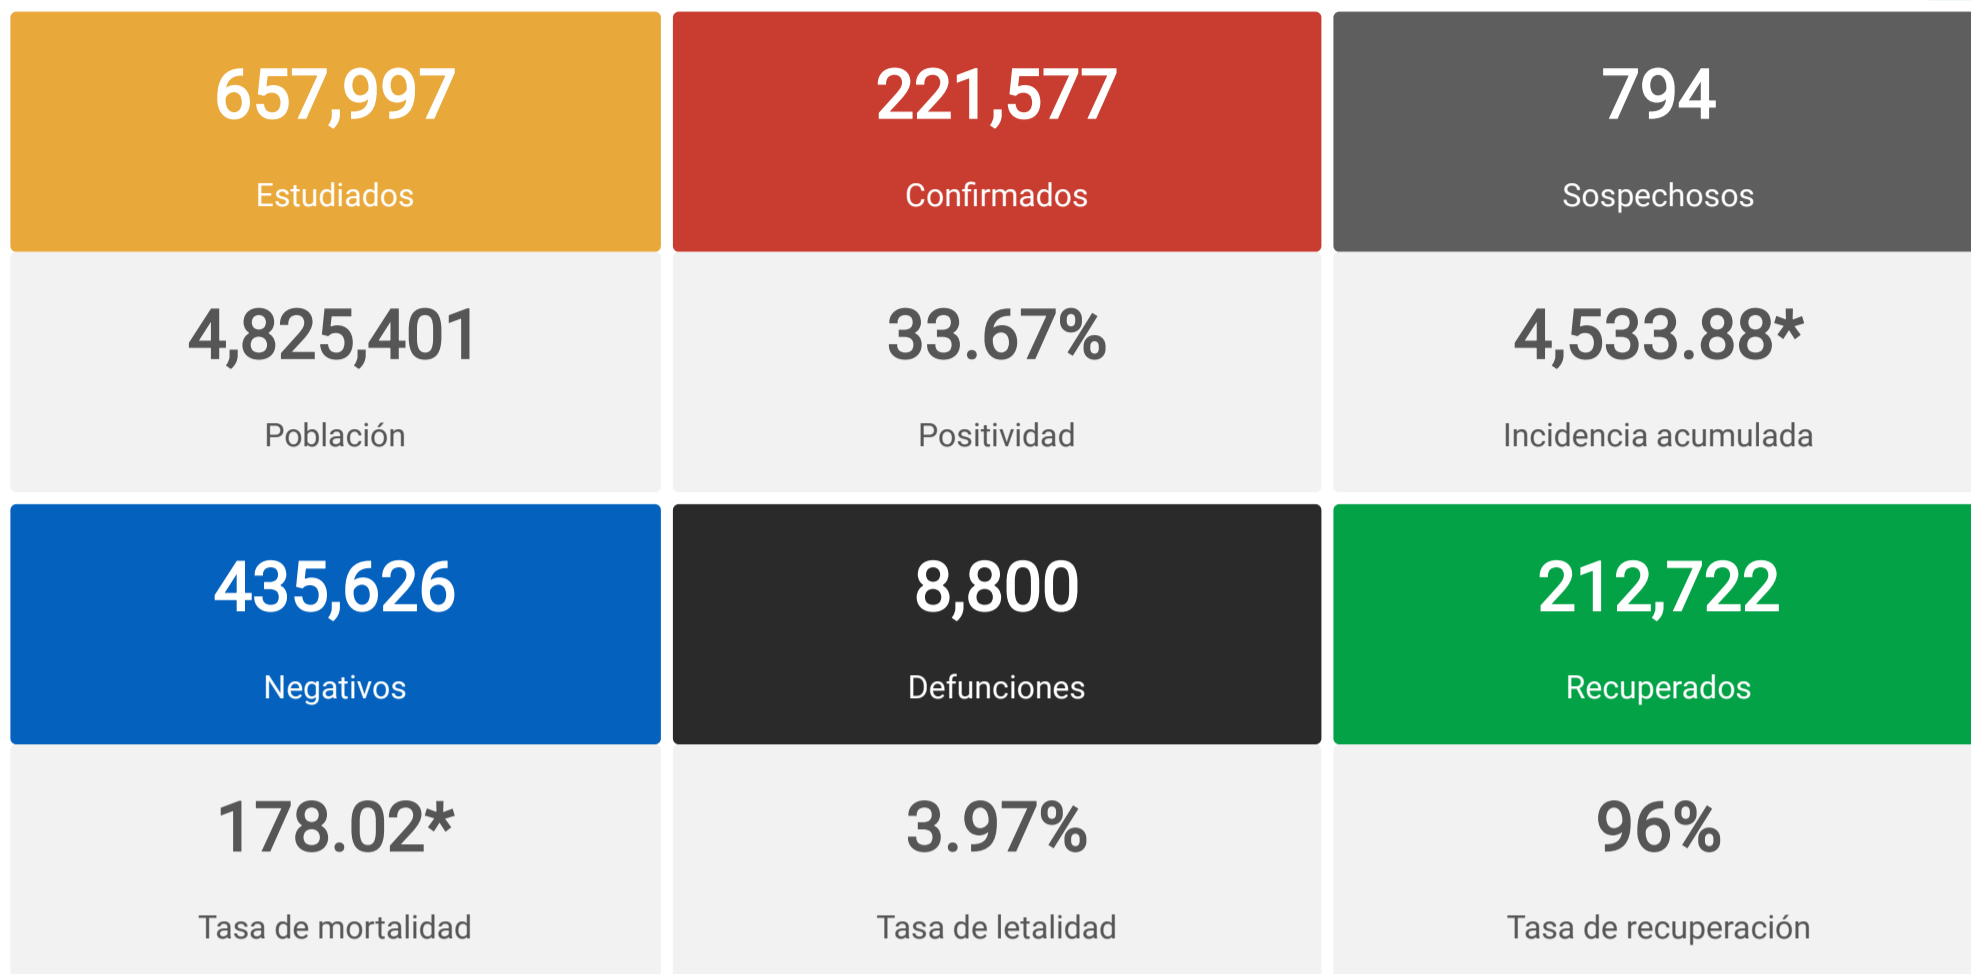 657,997
Estudiados
221,577
Confirmados
794
Sospechosos
4,825,401
Población
33.67%
Positividad
4,533.88*
Incidencia acumulada
435,626
Negativos
8,800
Defunciones
212,722
Recuperados
178.02*
Tasa de mortalidad
3.97%
Tasa de letalidad
96%
Tasa de recuperación